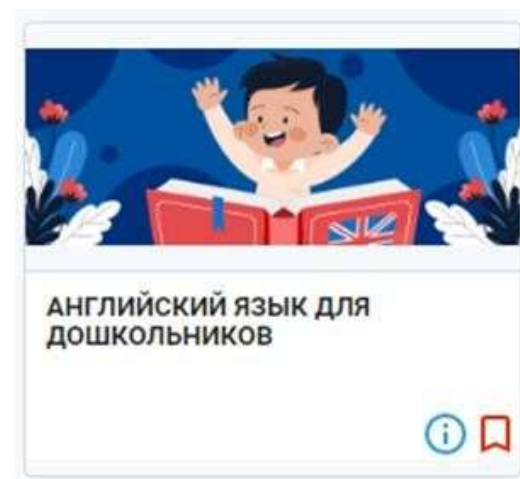 АНГЛИЙСКИЙ ЯЗЫК ДЛЯ
ДОШКОЛЬНИКОВ